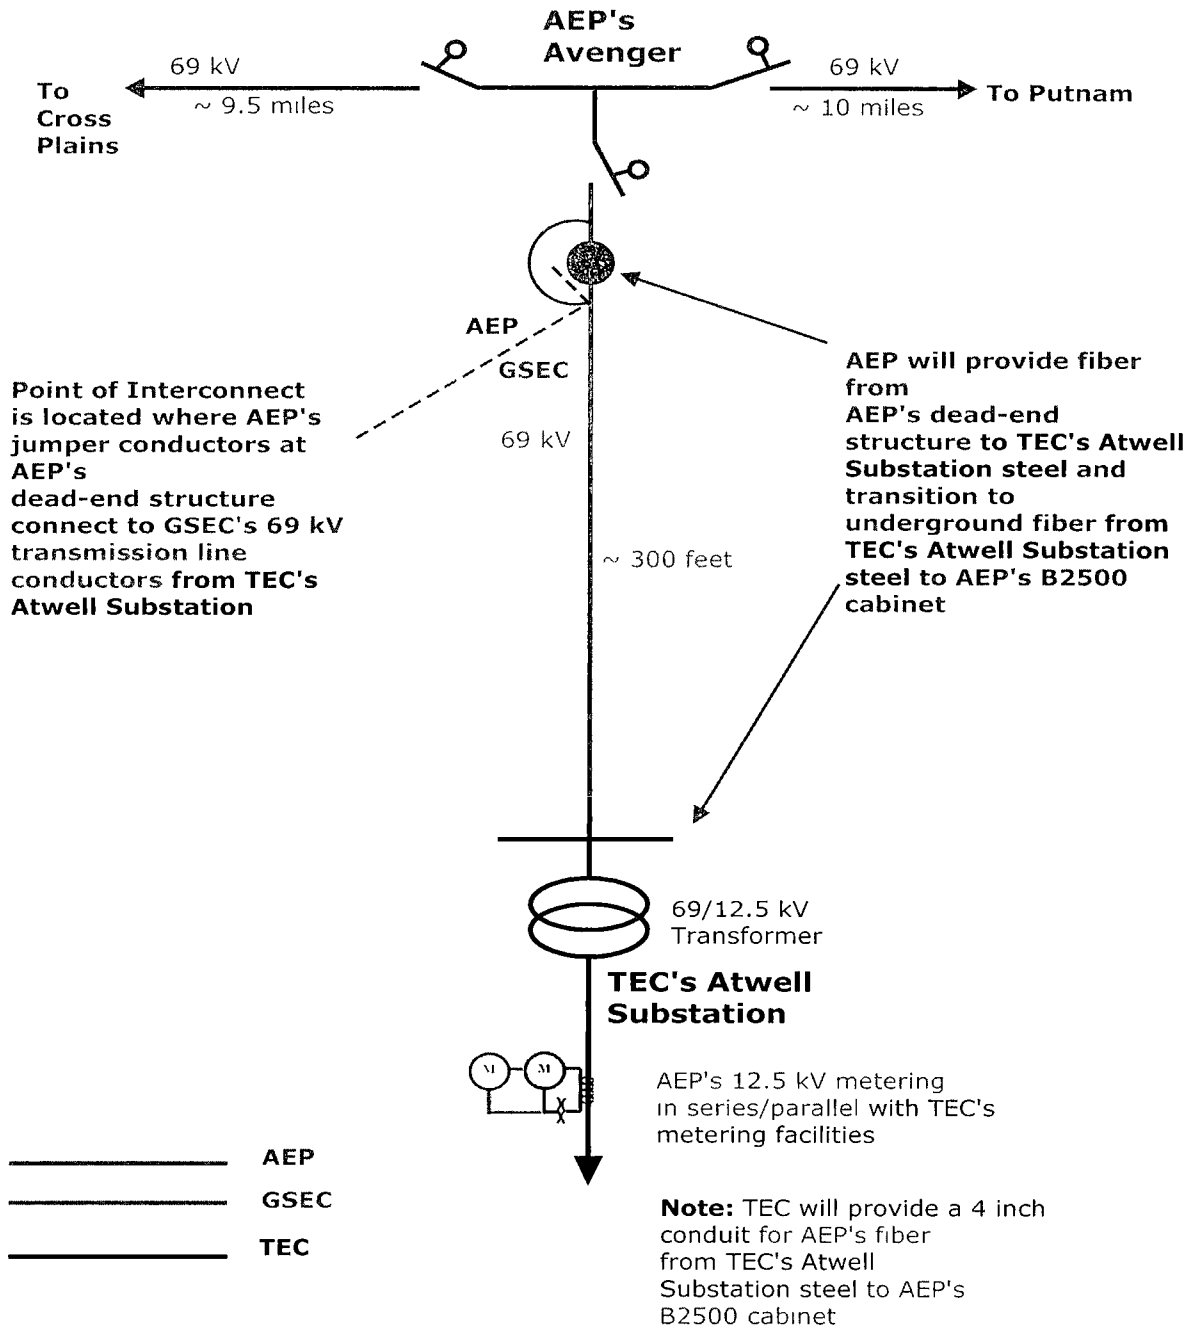 AEP's
Avenger
69 kV
69 kV
To
Cross
Plains
~ 9.5 miles
~ 10 miles
To Putnam
AEP
GSEC
69 kV
Point of Interconnect
is located where AEP's
jumper conductors at
AEP's
dead-end structure
connect to GSEC's 69 kV
transmission line
conductors from TEC's
Atwell Substation
AEP will provide fiber
from
AEP's dead-end
structure to TEC's Atwell
Substation steel and
transition to
underground fiber from
TEC's Atwell Substation
steel to AEP's B2500
cabinet
~ 300 feet
69/12.5 kV
Transformer
TEC's Atwell
Substation
M
M
AEP's 12.5 kV metering
in series/parallel with TEC's
metering facilities
AEP
GSEC
TEC
Note: TEC will provide a 4 inch
conduit for AEP's fiber
from TEC's Atwell
Substation steel to AEP's
B2500 cabinet